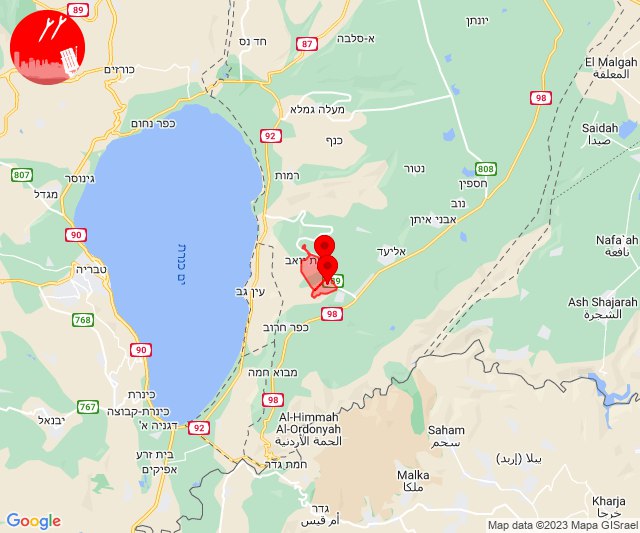 89
יונתן
א-סלבה
חד נס
87
El Malgah
المعلقة
כורזים
98
מעלה גמלא
כפר נחום
92
כנף
Saidah
صيدا
807
גינוסר
רמות
נטור
808
חספין
מגדל
נוב
אבני איתן
90
Nafa'ah
نافعة
אליעד
ים כנרת
טבריה
עין גב
98
Ash Shajarah
الشجرة
768
כפר חרוב
90
מבוא חמה
כנרת
כנרת-קבוצה
767
98
דגניה א'
יבנאל
92
Al-Himmah
Al-Ordonyah
الحمة الأردنية
Saham
سحم
בית זרע
אפיקים
חמת גדר
يبلا (إربد)
Malka
ملكا
גדר
أم قيس
Kharja
خرجا
Google
Map data ©2023 Mapa GISrael